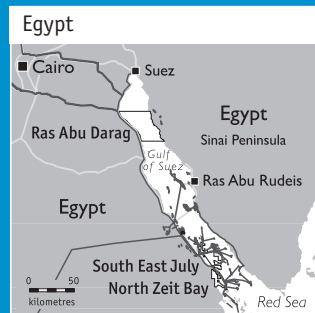 Egypt
Cairo
Suez
Ras Abu Darag
Egypt
Sinai Peninsula
Gulf
of Suez
Ras Abu Rudeis
Egypt
South East July
North Zeit Bay
0 50
kilometres
Red Sea